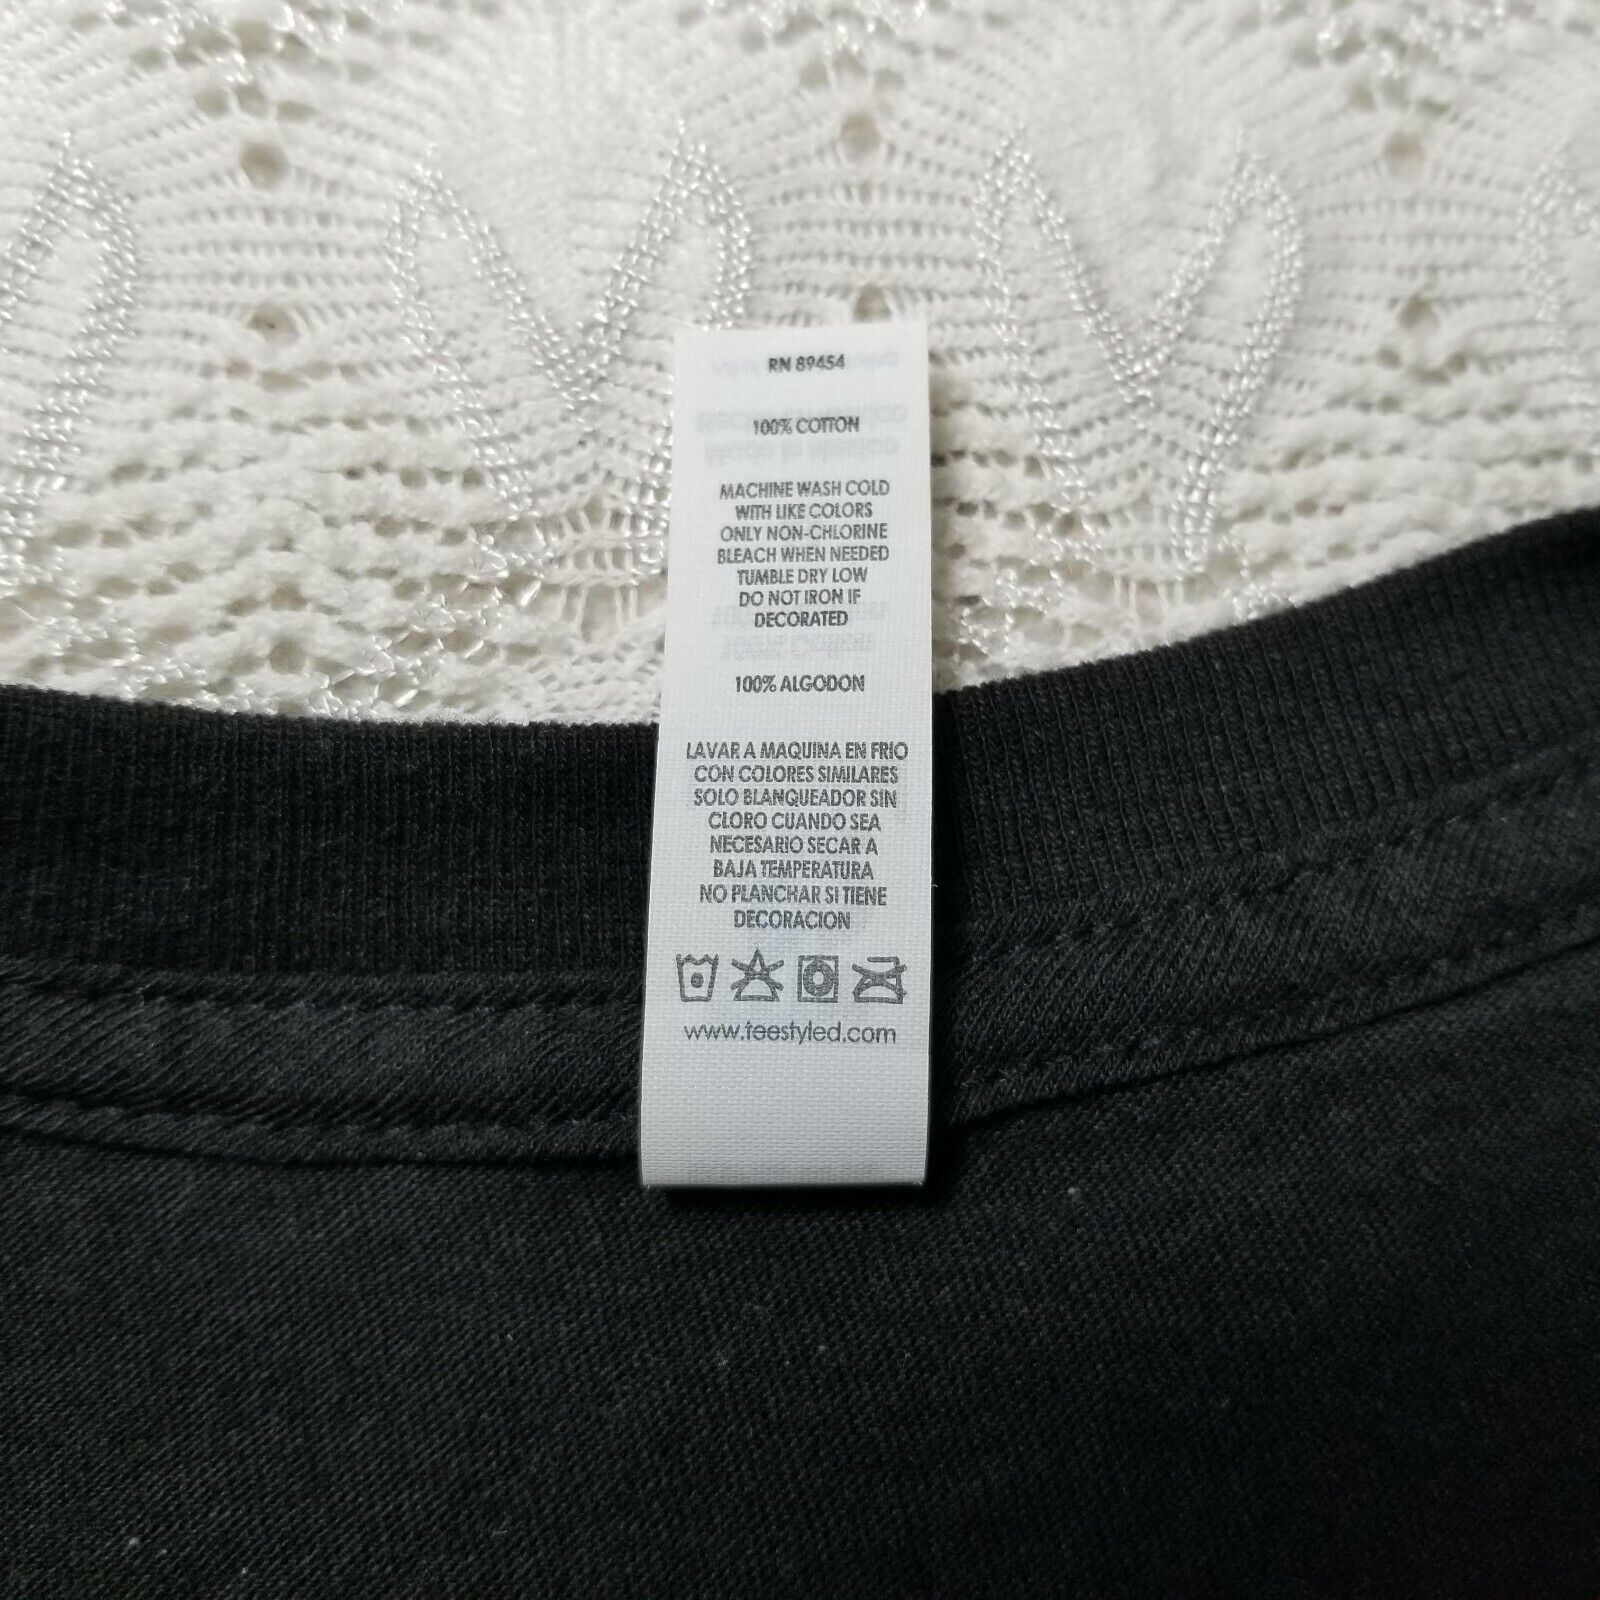 RN 89454
100% COTTON
MACHINE WASH COLD
WITH LIKE COLORS
ONLY NON-CHLORINE
BLEACH WHEN NEEDED
TUMBLE DRY LOW
DO NOT IRON IF
DECORATED
100% ALGODON
LAVAR A MAQUINA EN FRIO
CON COLORES SIMILARES
SOLO BLANQUEADOR SIN
CLORO CUANDO SEA
NECESARIO SECAR A
BAJA TEMPERATURA
NO PLANCHAR SI TIENE
DECORACION
www.teestyled.com